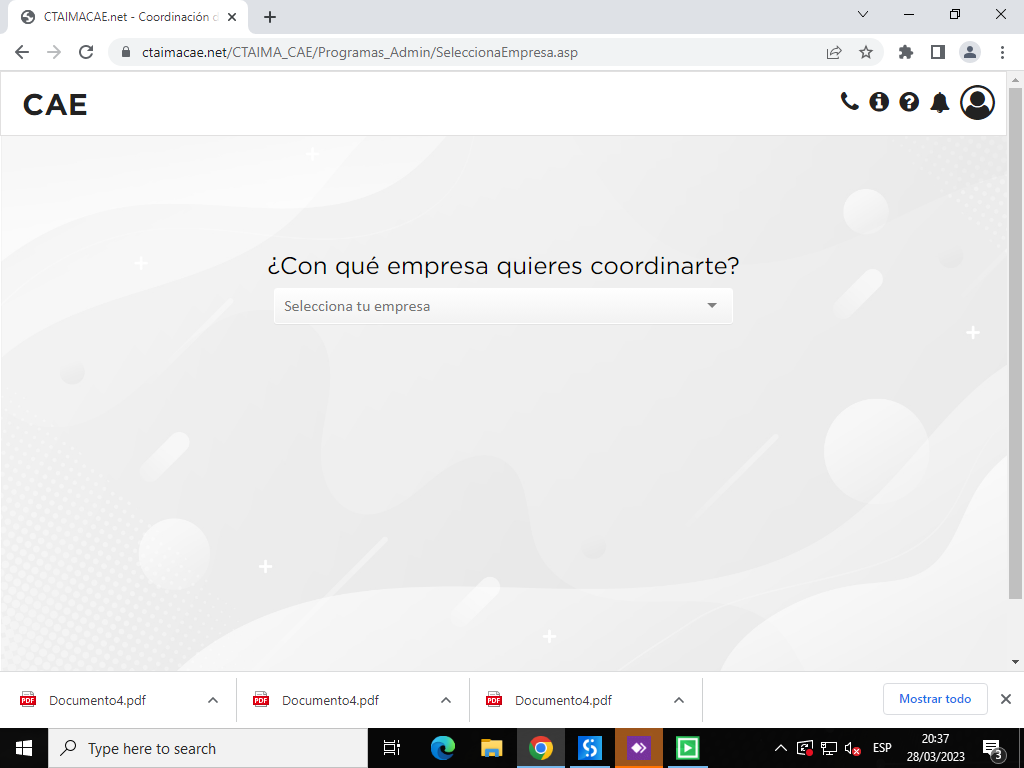 CTAIMACAE.net - Coordinación d
ctaimacae.net/CTAIMA_CAE/Programas_Admin/SeleccionaEmpresa.asp
CAE
¿Con qué empresa quieres coordinarte?
Selecciona tu empresa
PDF Documento4.pdf
PDF Documento4.pdf
PDF Documento4.pdf
Mostrar todo
Type here to search
ESP
20:37
28/03/2023
3